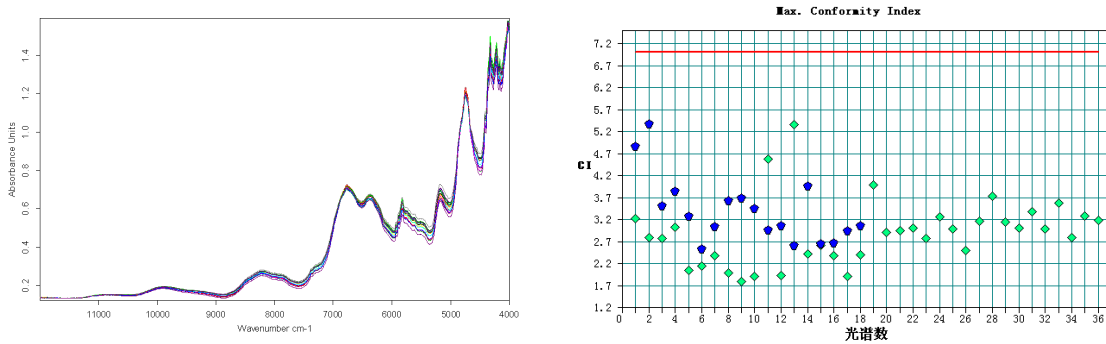 Absorbance Units
1.4
1.2
1.0
0.8
0.6
0.4
0.2
11000 10000 9000 8000 7000 6000 5000 4000
Wavenumber cm-1
Max. Conformity Index
CI
7.2
6.7
6.2
5.7
5.2
4.7
4.2
3.7
3.2
2.7
2.2
1.7
1.2
0 2 4 6 8 10 12 14 16 18 20 22 24 26 28 30 32 34 36
光谱数